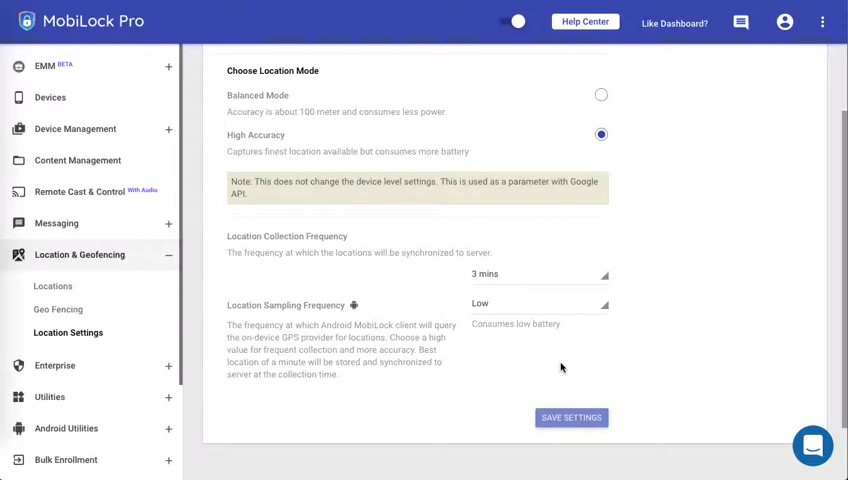 MobiLock Pro
Help Center
Like Dashboard?
EMM BETA
Devices
Device Management
Content Management
Remote Cast & Control With Audio
Messaging
Location & Geofencing
Locations
Geo Fencing
Location Settings
Enterprise
Utilities
Android Utilities
Bulk Enrollment
Choose Location Mode
Balanced Mode
Accuracy is about 100 meter and consumes less power.
High Accuracy
Captures finest location available but consumes more battery
Note: This does not change the device level settings. This is used as a parameter with Google
API.
Location Collection Frequency
The frequency at which the locations will be synchronized to server.
3 mins
Location Sampling Frequency
Low
The frequency at which Android MobiLock client will query
the on-device GPS provider for locations. Choose a high
value for frequent collection and more accuracy. Best
location of a minute will be stored and synchronized to
server at the collection time.
Consumes low battery
SAVE SETTINGS